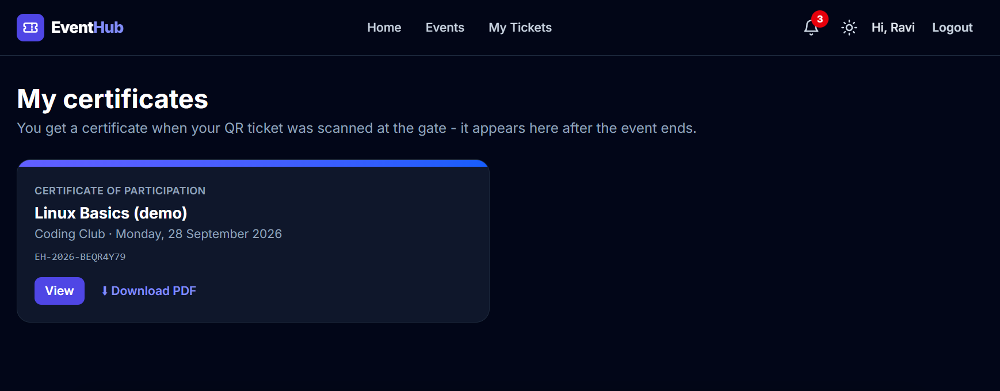 EventHub
Home Events My Tickets
3
Hi, Ravi Logout
My certificates
You get a certificate when your QR ticket was scanned at the gate - it appears here after the event ends.
CERTIFICATE OF PARTICIPATION
Linux Basics (demo)
Coding Club · Monday, 28 September 2026
EH-2026-BEQR4Y79
View ⬇ Download PDF